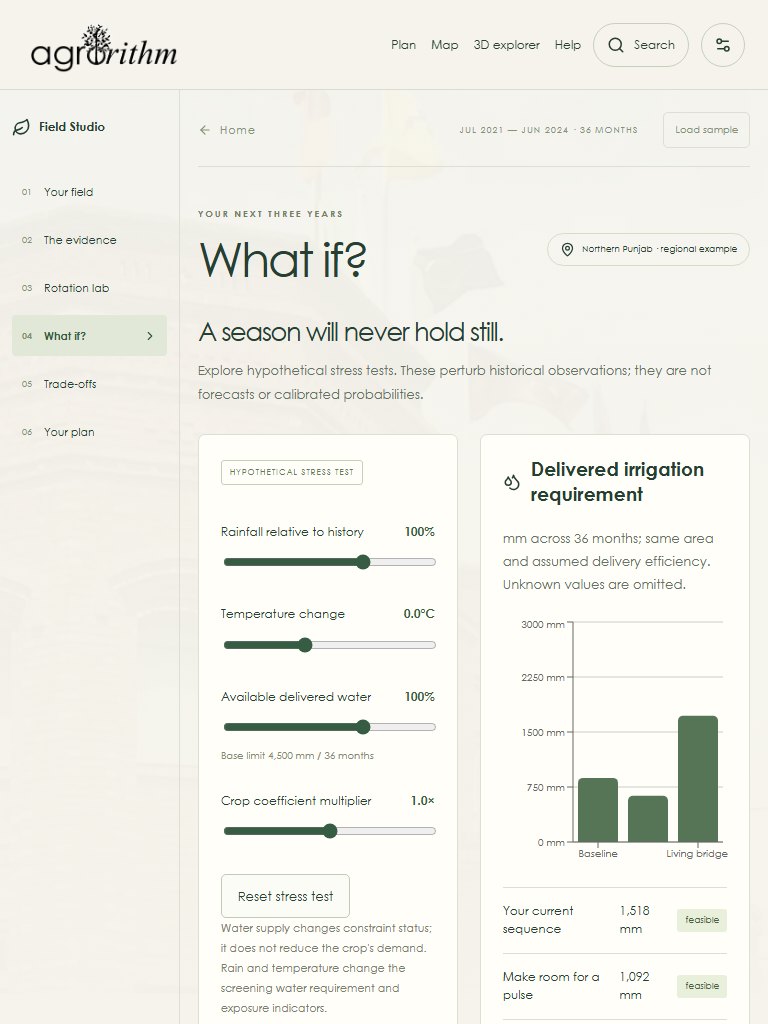 agrorithm
Plan Map 3D explorer Help Search
Field Studio
01 Your field
02 The evidence
03 Rotation lab
04 What if?
05 Trade-offs
06 Your plan
Home
JUL 2021 — JUN 2024 · 36 MONTHS
Load sample
YOUR NEXT THREE YEARS
What if?
Northern Punjab · regional example
A season will never hold still.
Explore hypothetical stress tests. These perturb historical observations; they are not
forecasts or calibrated probabilities.
HYPOTHETICAL STRESS TEST
Rainfall relative to history 100%
Temperature change 0.0°C
Available delivered water 100%
Base limit 4,500 mm / 36 months
Crop coefficient multiplier 1.0×
Reset stress test
Water supply changes constraint status;
it does not reduce the crop's demand.
Rain and temperature change the
screening water requirement and
exposure indicators.
Delivered irrigation
requirement
mm across 36 months; same area
and assumed delivery efficiency.
Unknown values are omitted.
3000 mm
2250 mm
1500 mm
750 mm
0 mm
Baseline Living bridge
Your current
sequence
1,518
mm
feasible
Make room for a
pulse
1,092
mm
feasible